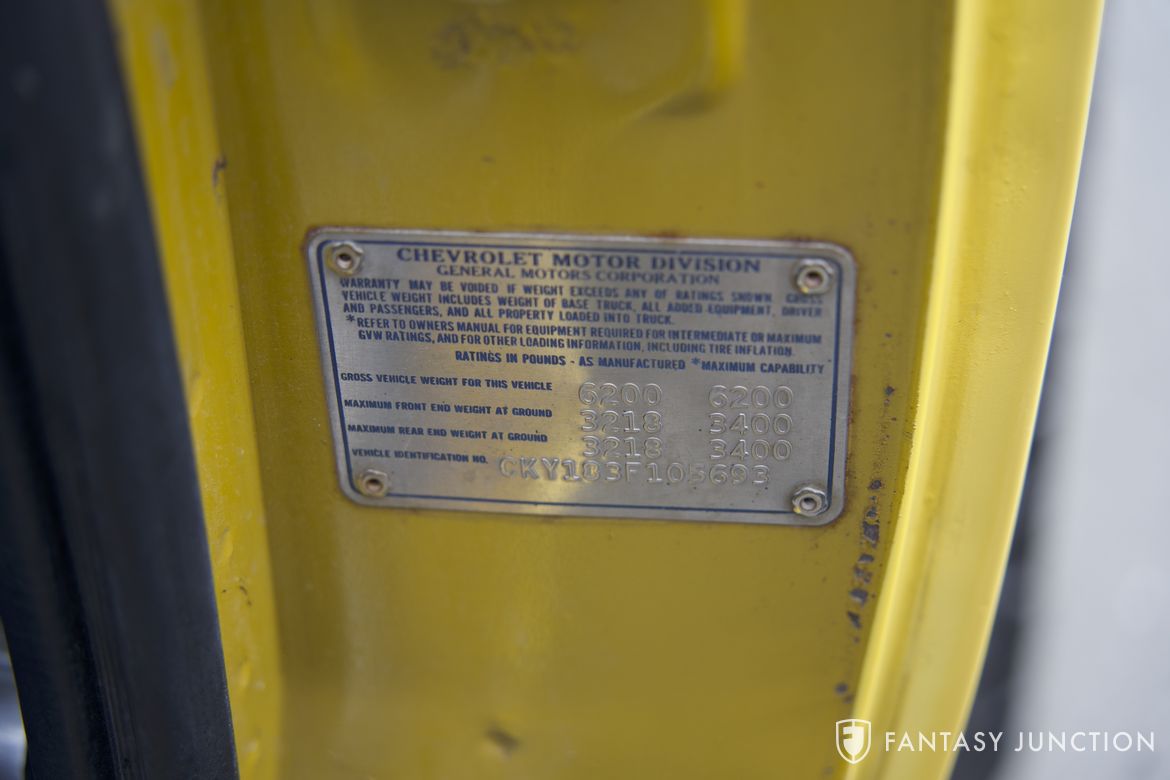 CHEVROLET MOTOR DIVISION
GENERAL MOTORS CORPORATION
WARRANTY MAY BE VOIDED IF WEIGHT EXCEEDS ANY OF RATINGS SHOWN. GROSS
VEHICLE WEIGHT INCLUDES WEIGHT OF BASE TRUCK, ALL ADDED EQUIPMENT, DRIVER
AND PASSENGERS, AND ALL PROPERTY LOADED INTO TRUCK.
*REFER TO OWNERS MANUAL FOR EQUIPMENT REQUIRED FOR INTERMEDIATE OR MAXIMUM
GVW RATINGS, AND FOR OTHER LOADING INFORMATION, INCLUDING TIRE INFLATION.
RATINGS IN POUNDS - AS MANUFACTURED *MAXIMUM CAPABILITY
GROSS VEHICLE WEIGHT FOR THIS VEHICLE 6200 6200
MAXIMUM FRONT END WEIGHT AT GROUND 3218 3400
MAXIMUM REAR END WEIGHT AT GROUND 3218 3400
VEHICLE IDENTIFICATION NO. CKY183F105693
FANTASY JUNCTION